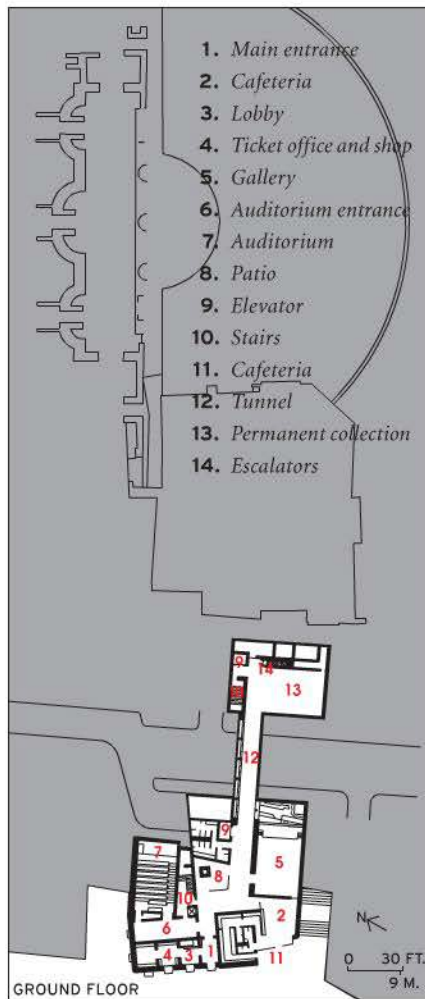 1. Main entrance
2. Cafeteria
3. Lobby
4. Ticket office and shop
5. Gallery
6. Auditorium entrance
7. Auditorium
8. Patio
9. Elevator
10. Stairs
11. Cafeteria
12. Tunnel
13. Permanent collection
14. Escalators
9
14
10
13
12
9
7
5
8
10
2
6
N
4
3
1
11
0 30 FT.
9 M.
GROUND FLOOR